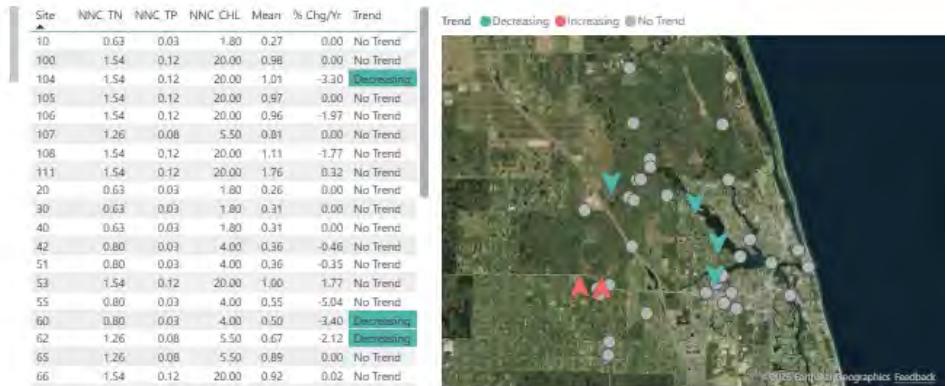 Site NNC TN NNC TP NNC CHL Mean % Chg/Yr Trend
10 0.63 0.03 1.80 0.27 0.00 No Trend
100 1.54 0.12 20.00 0.98 0.00 No Trend
104 1.54 0.12 20.00 1.01 -3.30 Decreasing
105 1.54 0.12 20.00 0.97 0.00 No Trend
106 1.54 0.12 20.00 0.96 -1.97 No Trend
107 1.26 0.08 5.50 0.81 0.00 No Trend
108 1.54 0.12 20.00 1.11 -1.77 No Trend
111 1.54 0.12 20.00 1.76 0.32 No Trend
20 0.63 0.03 1.80 0.26 0.00 No Trend
30 0.63 0.03 1.80 0.31 0.00 No Trend
40 0.63 0.03 1.80 0.31 0.00 No Trend
42 0.80 0.03 4.00 0.36 -0.46 No Trend
51 0.80 0.03 4.00 0.36 -0.35 No Trend
53 1.54 0.12 20.00 1.00 1.77 No Trend
55 0.80 0.03 4.00 0.55 -5.04 No Trend
60 0.80 0.03 4.00 0.50 -3.40 Decreasing
62 1.26 0.08 5.50 0.67 -2.12 Decreasing
65 1.26 0.08 5.50 0.89 0.00 No Trend
66 1.54 0.12 20.00 0.92 0.02 No Trend
Trend Decreasing Increasing No Trend
Geographics Feedback